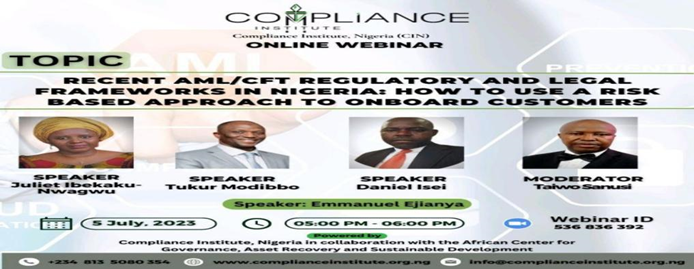 COMPLIANCE
INSTITUTE
Compliance Institute, Nigeria (CIN)
ONLINE WEBINAR
TOPIC
RECENT AML/CFT REGULATORY AND LEGAL
FRAMEWORKS IN NIGERIA: HOW TO USE A RISK
BASED APPROACH TO ONBOARD CUSTOMERS
SPEAKER
Juliet Ibekaku-
Nwagwu
SPEAKER
Tukur Modibbo
SPEAKER
Daniel Isei
MODERATOR
Taiwo Sanusi
Speaker: Emmanuel Ejianya
5 July, 2023
05:00 PM - 06:00 PM
Webinar ID
536 836 392
Powered by
Compliance Institute, Nigeria in collaboration with the African Center for
Governance, Asset Recovery and Sustainable Development
+234 813 5080 354
www.complianceinstitute.org.ng
info@complianceinstitute.org.ng